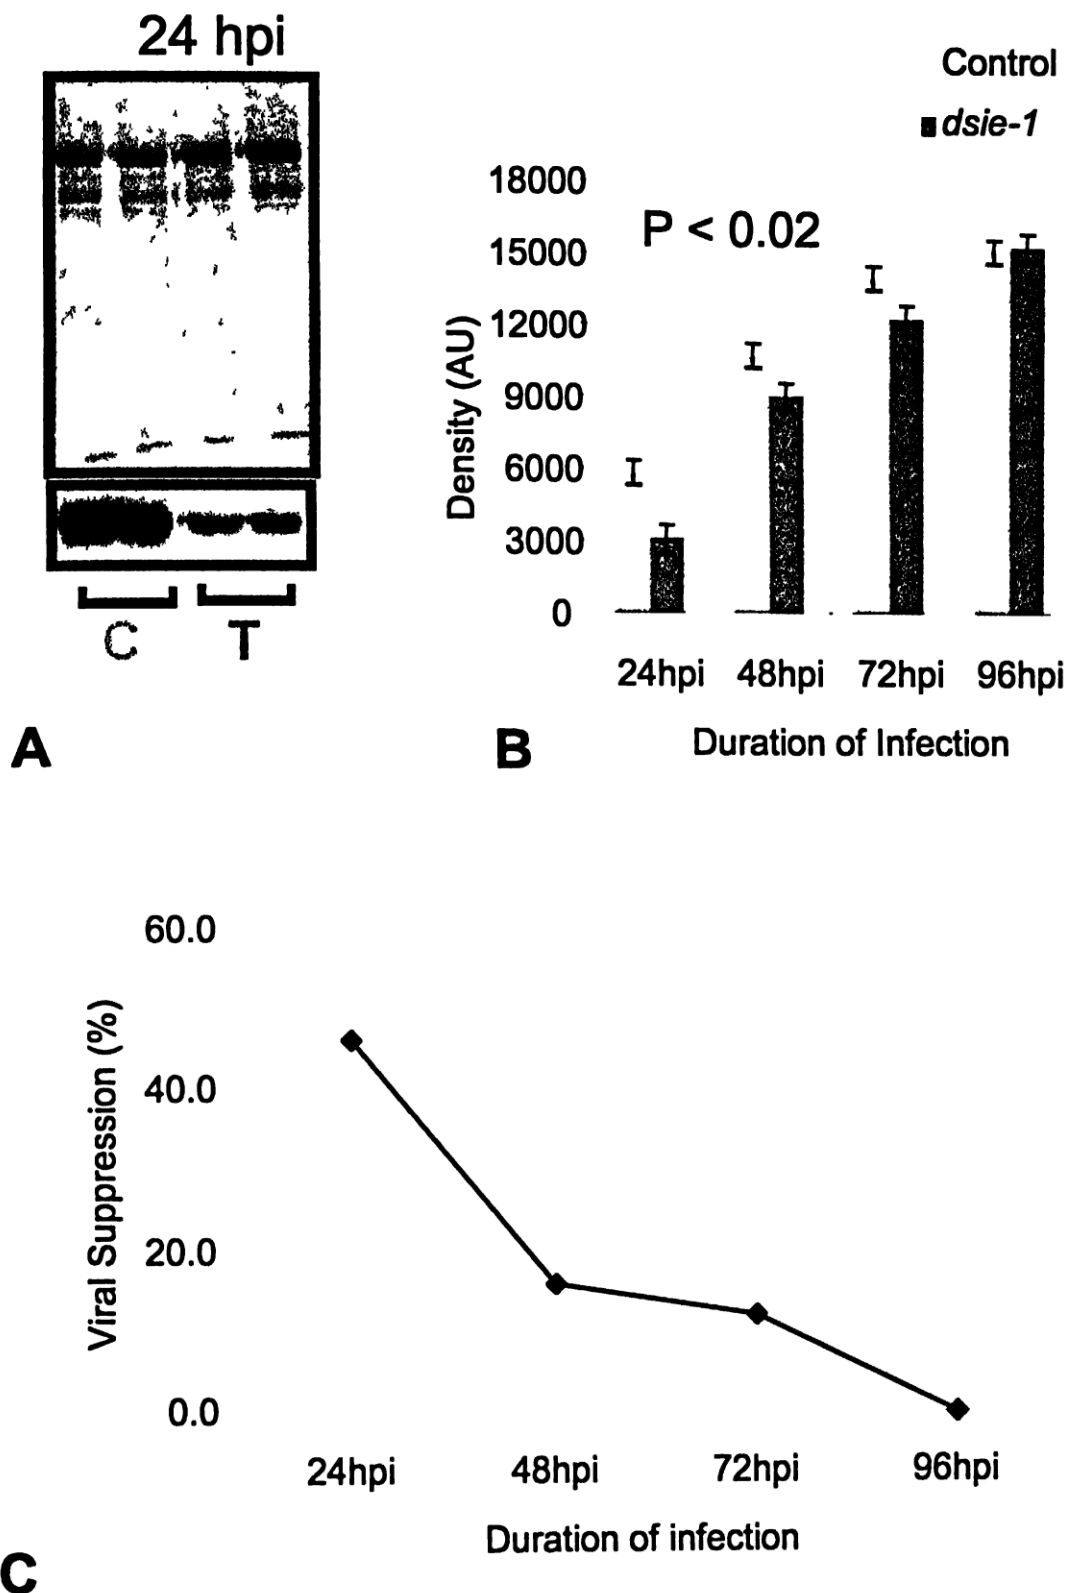 24 hpi
C T
A
Control
dsie-1
P < 0.02
Density (AU)
18000
15000
12000
9000
6000
3000
0
24hpi 48hpi 72hpi 96hpi
Duration of Infection
B
Viral Suppression (%)
60.0
40.0
20.0
0.0
24hpi 48hpi 72hpi 96hpi
Duration of infection
C